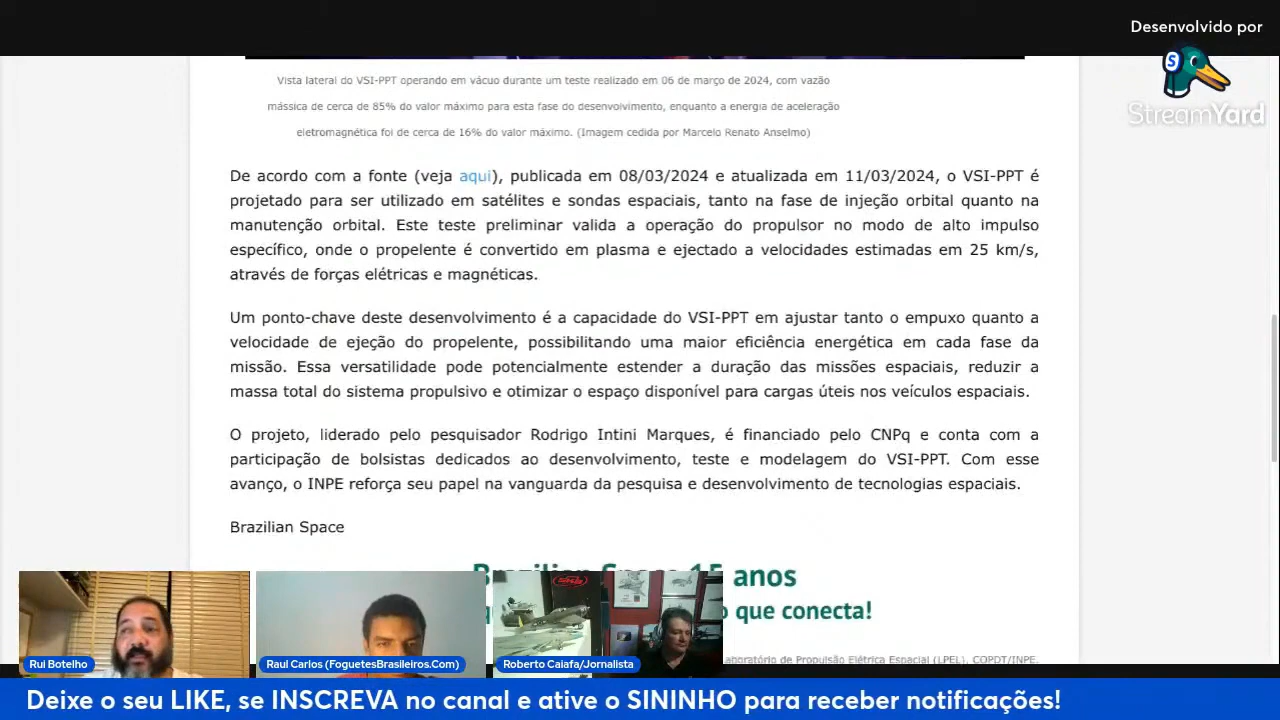 Desenvolvido por
StreamYard
Vista lateral do VSI-PPT operando em vácuo durante um teste realizado em 06 de março de 2024, com vazão
mássica de cerca de 85% do valor máximo para esta fase do desenvolvimento, enquanto a energia de aceleração
eletromagnética foi de cerca de 16% do valor máximo. (Imagem cedida por Marcelo Renato Anselmo)
De acordo com a fonte (veja aqui), publicada em 08/03/2024 e atualizada em 11/03/2024, o VSI-PPT é
projetado para ser utilizado em satélites e sondas espaciais, tanto na fase de injeção orbital quanto na
manutenção orbital. Este teste preliminar valida a operação do propulsor no modo de alto impulso
específico, onde o propelente é convertido em plasma e ejectado a velocidades estimadas em 25 km/s,
através de forças elétricas e magnéticas.
Um ponto-chave deste desenvolvimento é a capacidade do VSI-PPT em ajustar tanto o empuxo quanto a
velocidade de ejeção do propelente, possibilitando uma maior eficiência energética em cada fase da
missão. Essa versatilidade pode potencialmente estender a duração das missões espaciais, reduzir a
massa total do sistema propulsivo e otimizar o espaço disponível para cargas úteis nos veículos espaciais.
O projeto, liderado pelo pesquisador Rodrigo Intini Marques, é financiado pelo CNPq e conta com a
participação de bolsistas dedicados ao desenvolvimento, teste e modelagem do VSI-PPT. Com esse
avanço, o INPE reforça seu papel na vanguarda da pesquisa e desenvolvimento de tecnologias espaciais.
Brazilian Space
Brazilian Space 15 anos
o que conecta!
aboratório de Propulsão Elétrica Espacial (LPEL), COPDT/INPE.
Rui Botelho
Raul Carlos (FoguetesBrasileiros.Com)
Roberto Caiafa/Jornalista
Deixe o seu LIKE, se INSCREVA no canal e ative o SININHO para receber notificações!